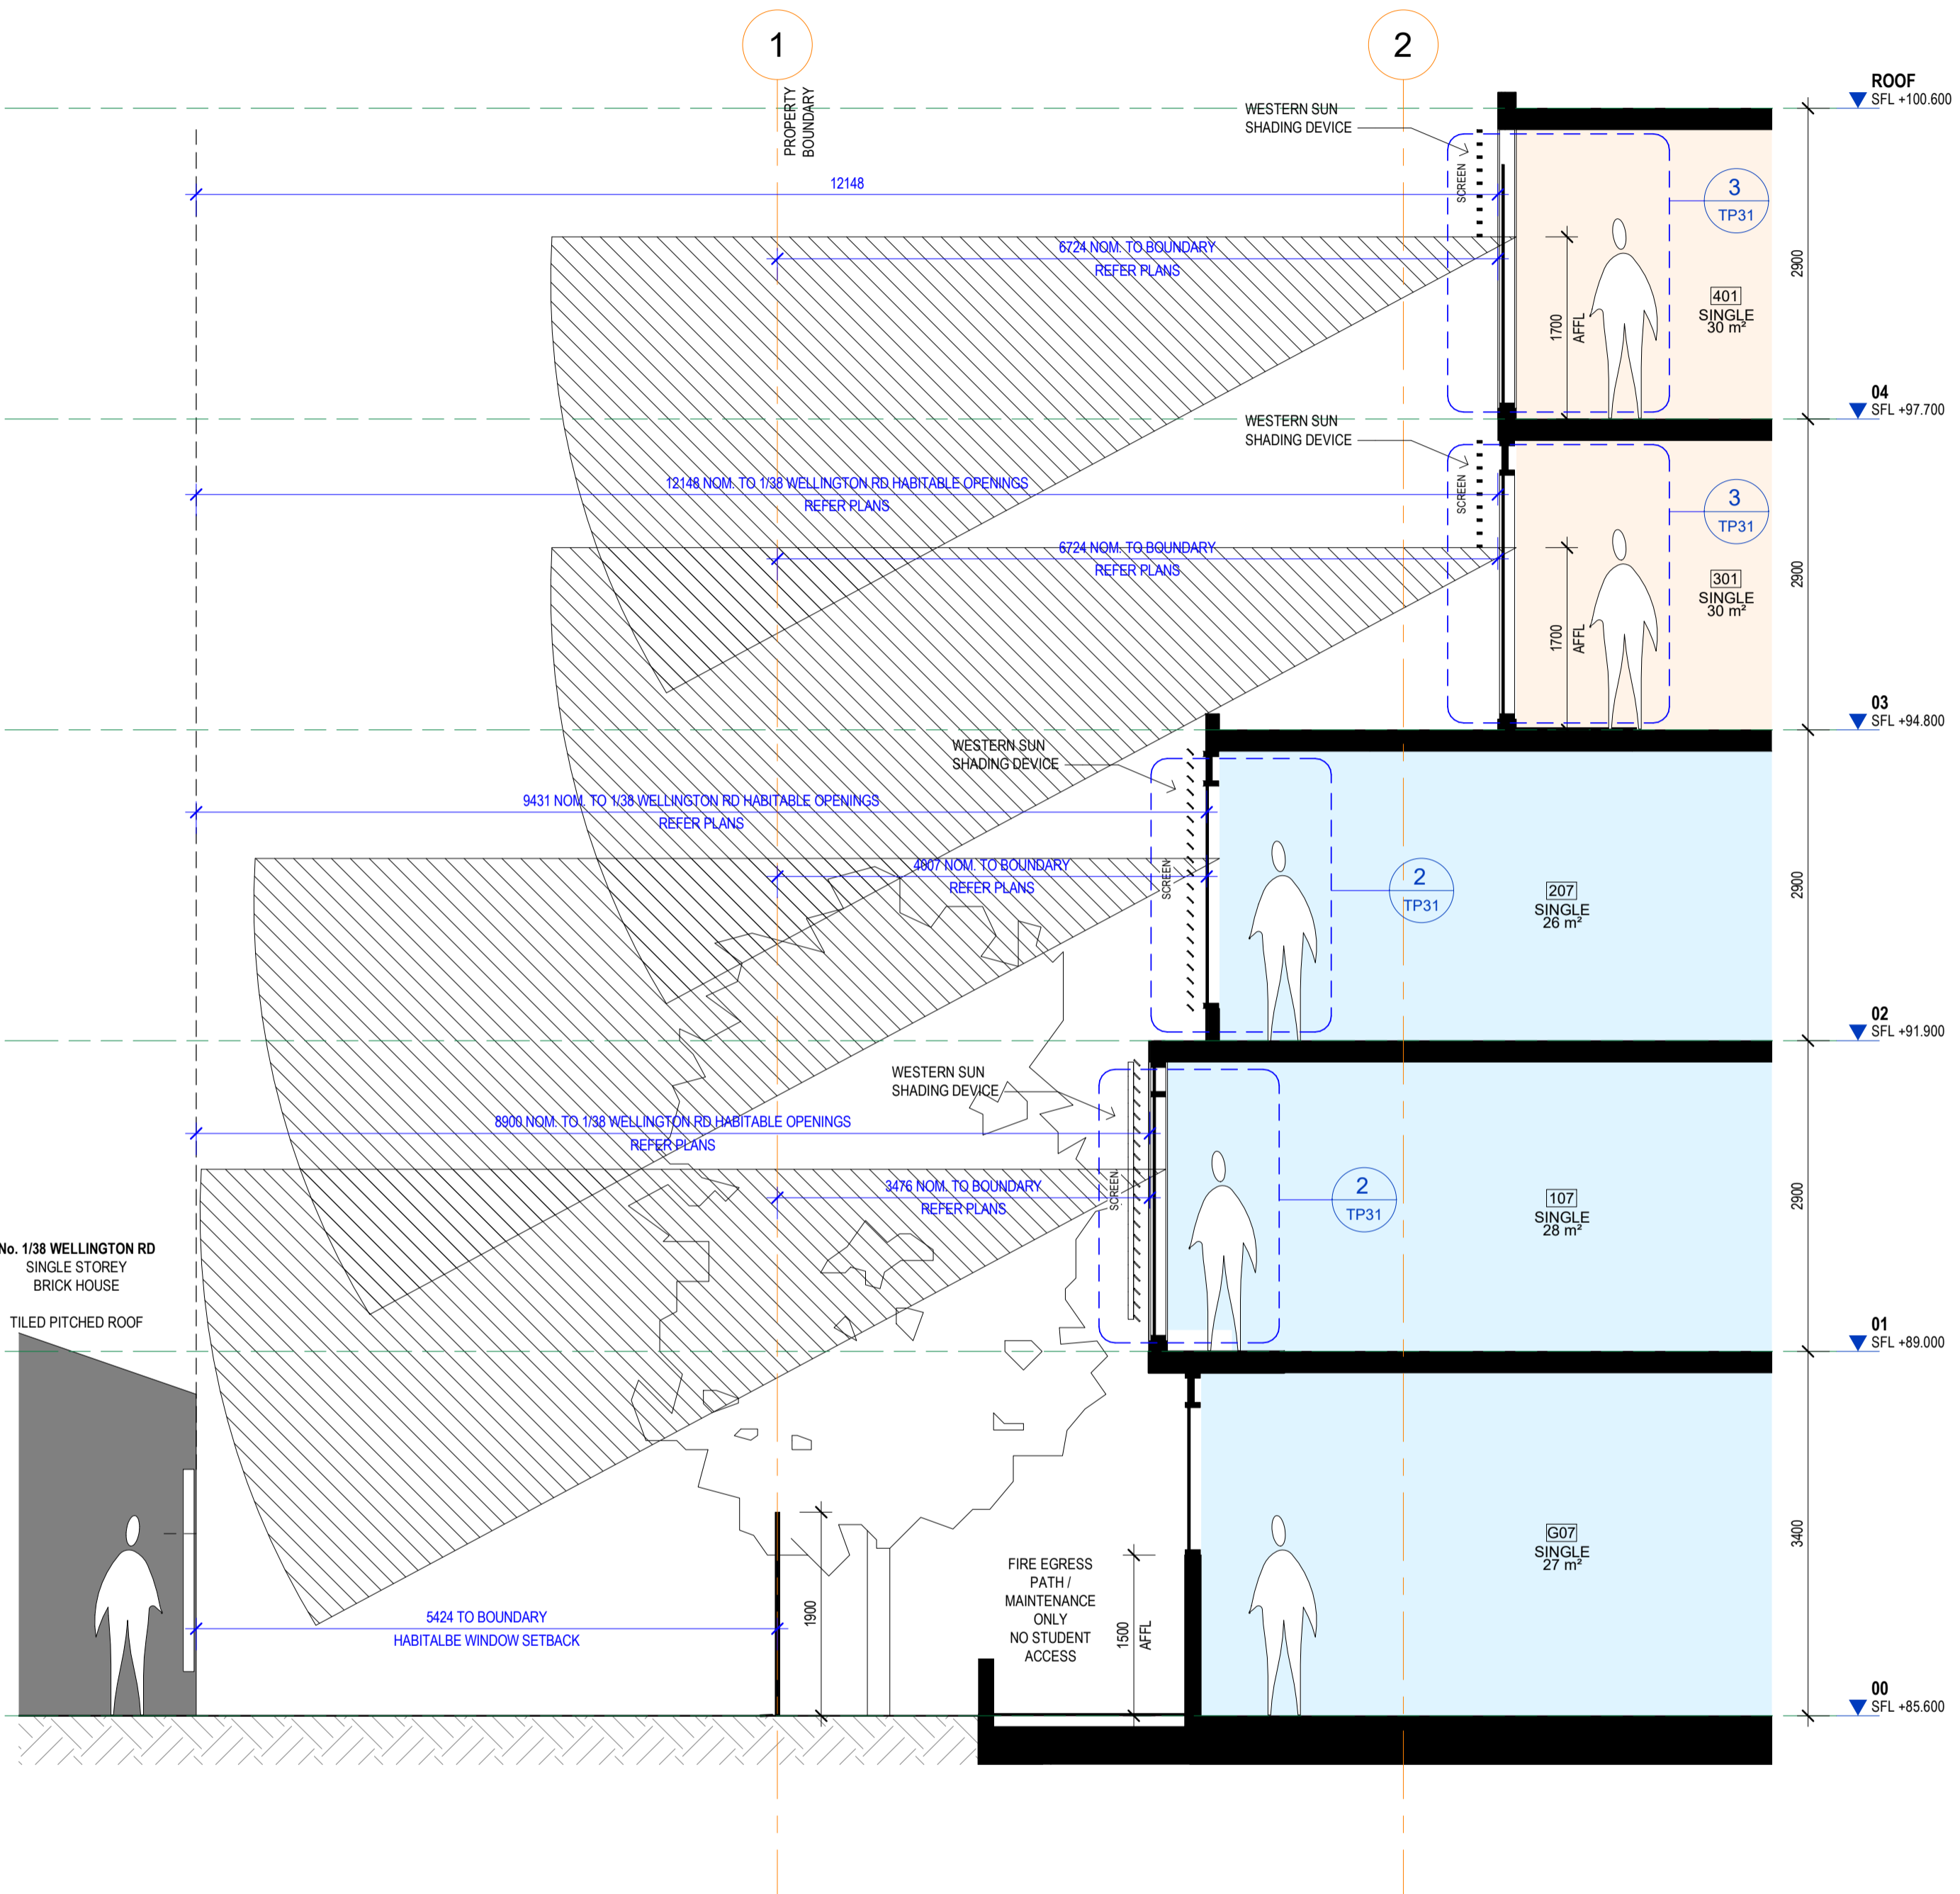 1
2
PROPERTY
BOUNDARY
ROOF
SFL +100.600
WESTERN SUN
SHADING DEVICE
SCREEN
3
TP31
12148
6724 NOM. TO BOUNDARY
REFER PLANS
2900
401
SINGLE
30 m²
1700
AFFL
04
SFL +97.700
WESTERN SUN
SHADING DEVICE
SCREEN
3
TP31
12148 NOM. TO 1/38 WELLINGTON RD HABITABLE OPENINGS
REFER PLANS
6724 NOM. TO BOUNDARY
REFER PLANS
2900
301
SINGLE
30 m²
1700
AFFL
03
SFL +94.800
WESTERN SUN
SHADING DEVICE
9431 NOM. TO 1/38 WELLINGTON RD HABITABLE OPENINGS
REFER PLANS
4007 NOM. TO BOUNDARY
REFER PLANS
SCREEN
2
TP31
207
SINGLE
26 m²
2900
02
SFL +91.900
WESTERN SUN
SHADING DEVICE
8900 NOM. TO 1/38 WELLINGTON RD HABITABLE OPENINGS
REFER PLANS
3476 NOM. TO BOUNDARY
REFER PLANS
SCREEN
2
TP31
107
SINGLE
28 m²
2900
No. 1/38 WELLINGTON RD
SINGLE STOREY
BRICK HOUSE
TILED PITCHED ROOF
01
SFL +89.000
G07
SINGLE
27 m²
3400
FIRE EGRESS
PATH /
MAINTENANCE
ONLY
NO STUDENT
ACCESS
1500
AFFL
1900
5424 TO BOUNDARY
HABITALBE WINDOW SETBACK
00
SFL +85.600